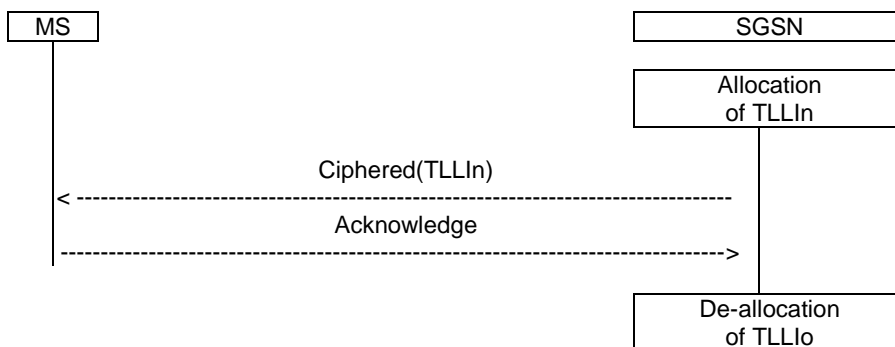 MS
SGSN
Allocation
of TLLIn
Ciphered(TLLIn)
Acknowledge
De-allocation
of TLLIo